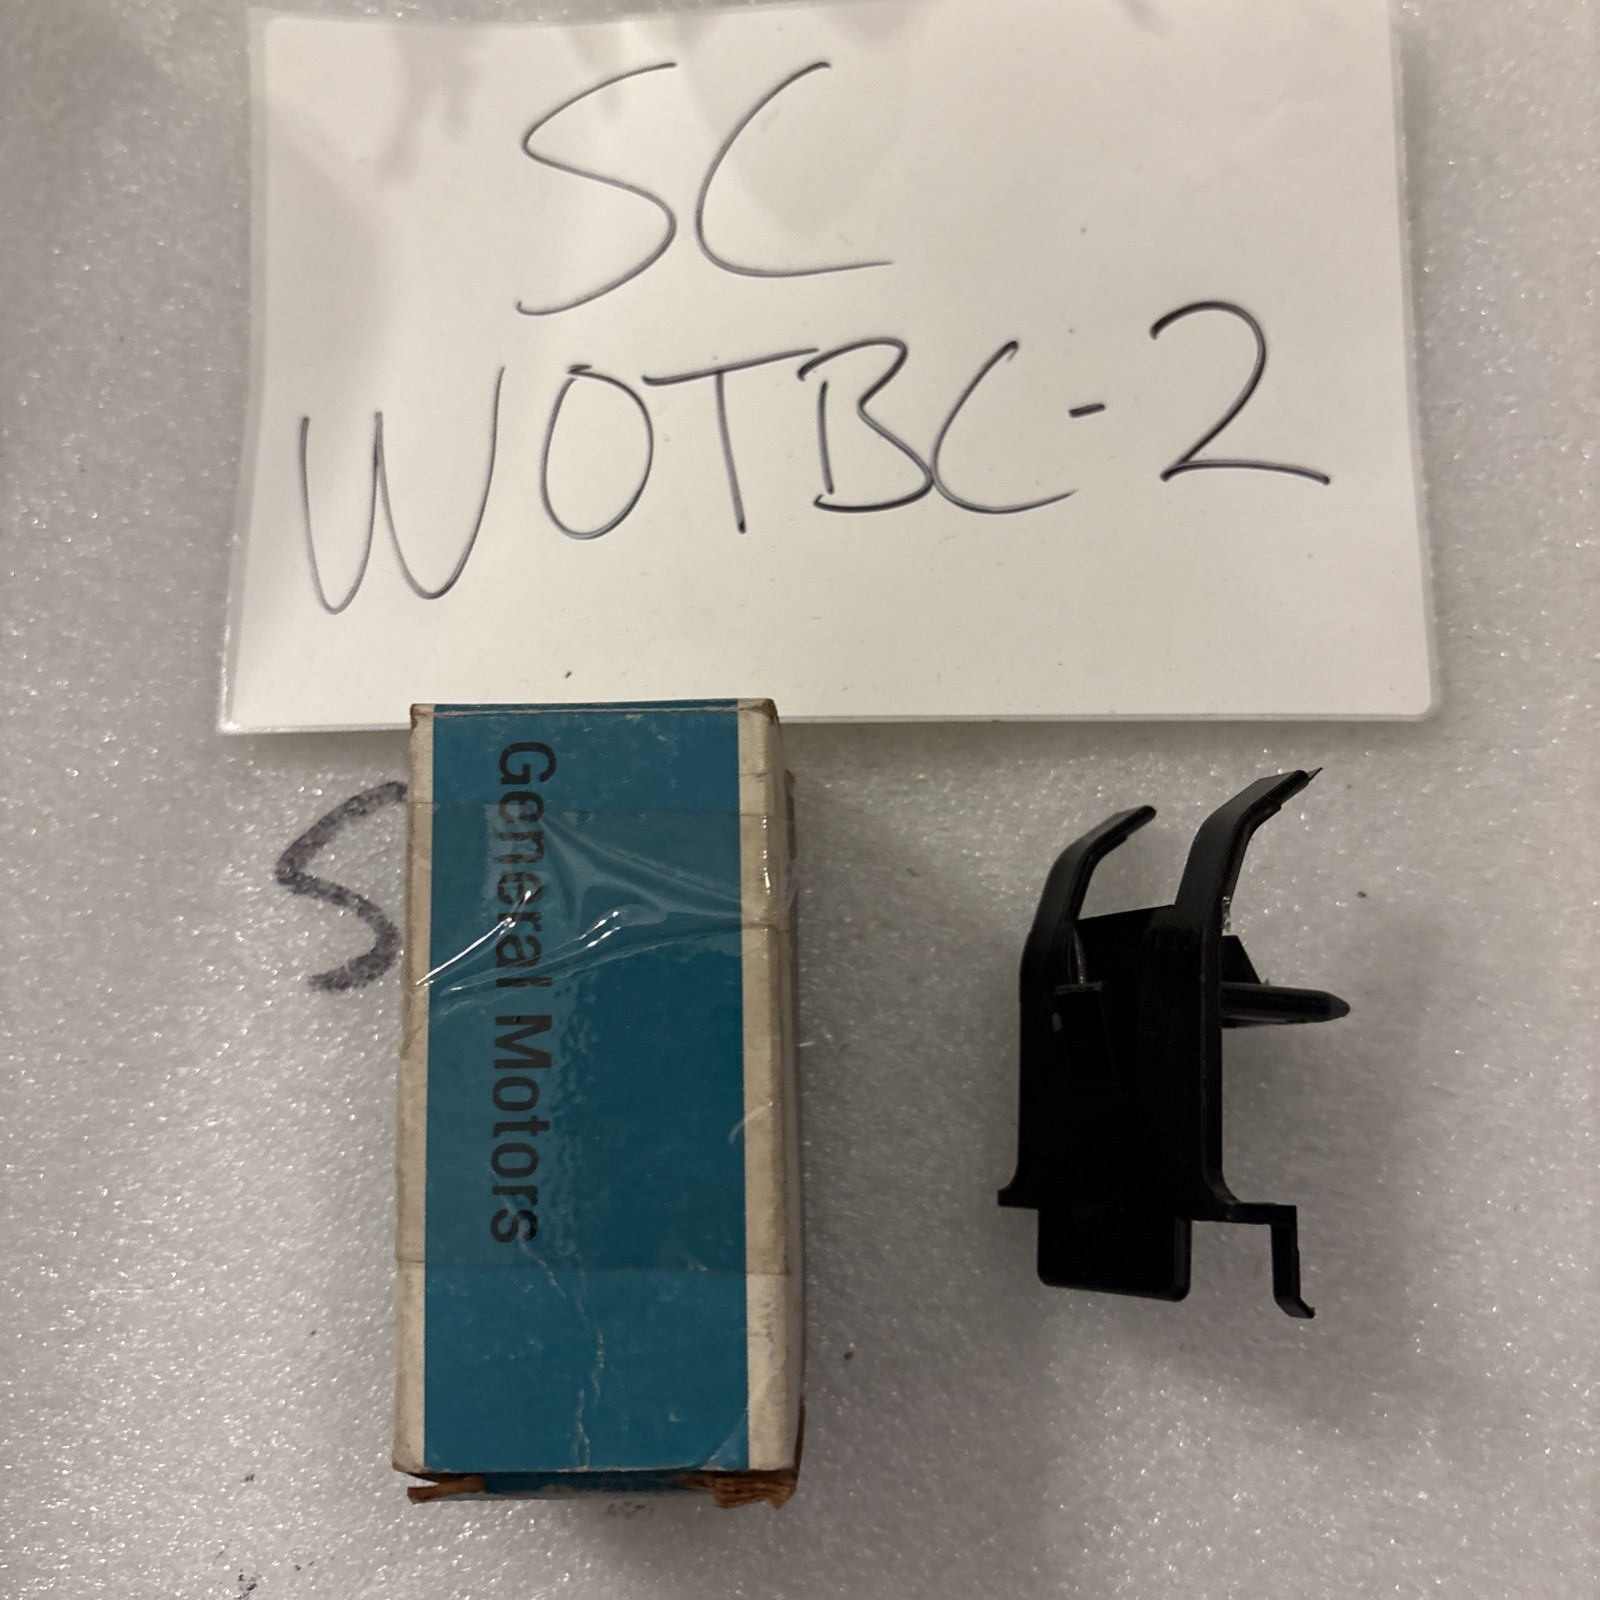 SC
WOTBC-2
General Motors
S